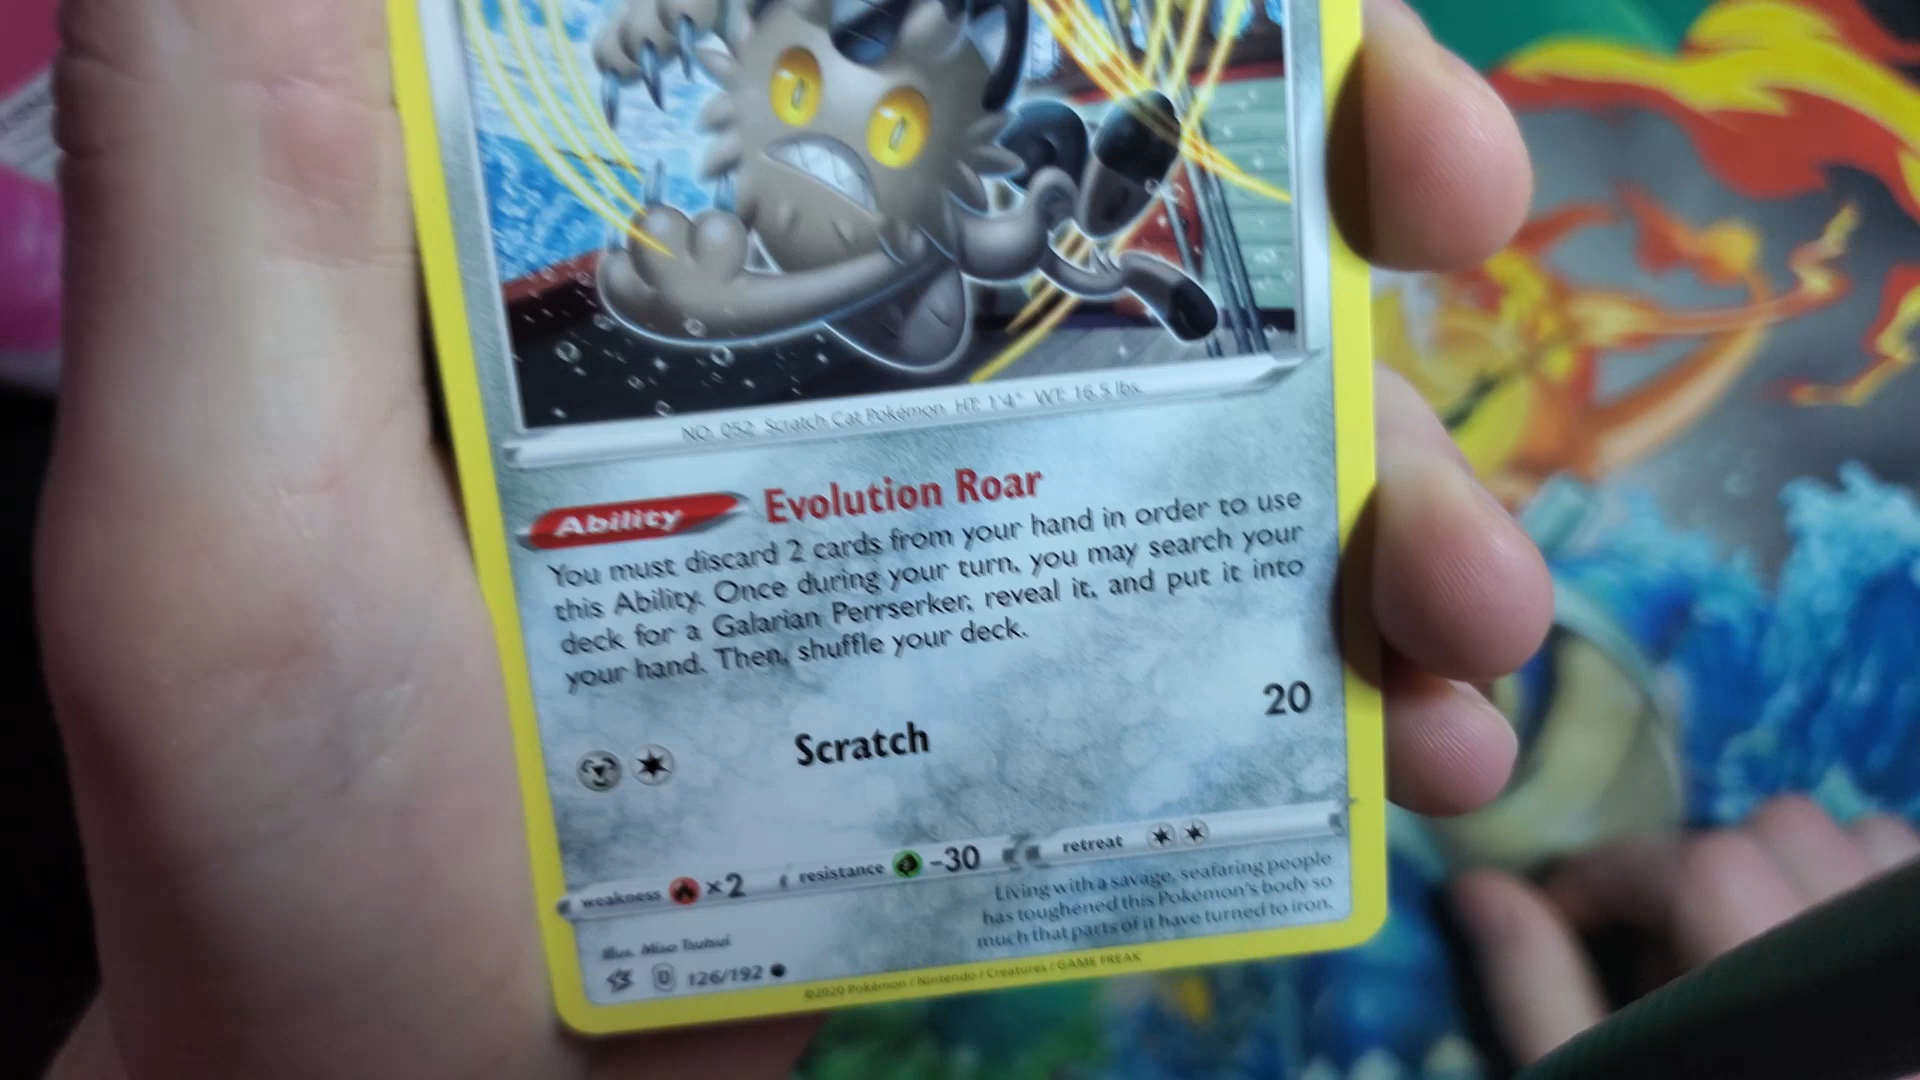 NO. 052 Scratch Cat Pokémon HT: 1'4" WT: 16.5 lbs.
Ability Evolution Roar
You must discard 2 cards from your hand in order to use
this Ability. Once during your turn, you may search your
deck for a Galarian Perrserker, reveal it, and put it into
your hand. Then, shuffle your deck.
Scratch 20
weakness ×2 resistance -30 retreat
Living with a savage, seafaring people
has toughened this Pokémon's body so
much that parts of it have turned to iron.
Illus. Misa Tsutsui
D 126/192
©2020 Pokémon / Nintendo / Creatures / GAME FREAK